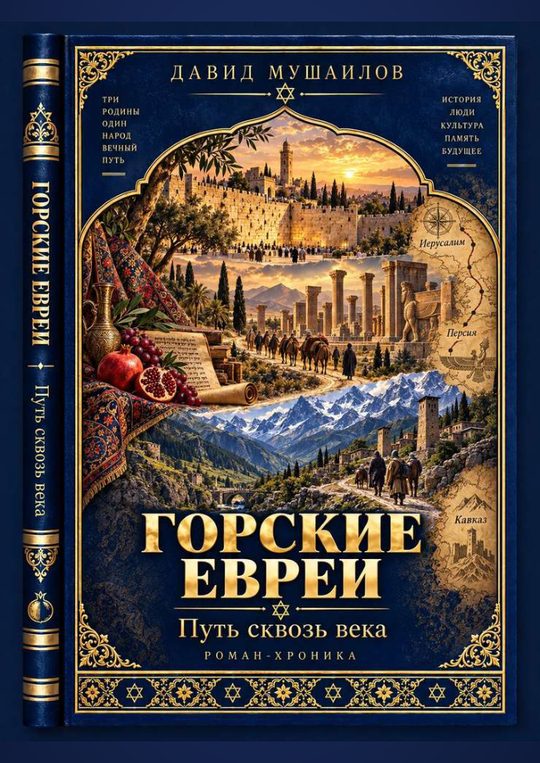 ДАВИД МУШАИЛОВ
ТРИ
РОДИНЫ
ОДИН
НАРОД
ВЕЧНЫЙ
ПУТЬ
ИСТОРИЯ
ЛЮДИ
КУЛЬТУРА
ПАМЯТЬ
БУДУЩЕЕ
Иерусалим
Персия
Кавказ
ГОРСКИЕ
ЕВРЕИ
Путь сквозь века
РОМАН-ХРОНИКА
ГОРСКИЕ ЕВРЕИ
Путь сквозь века